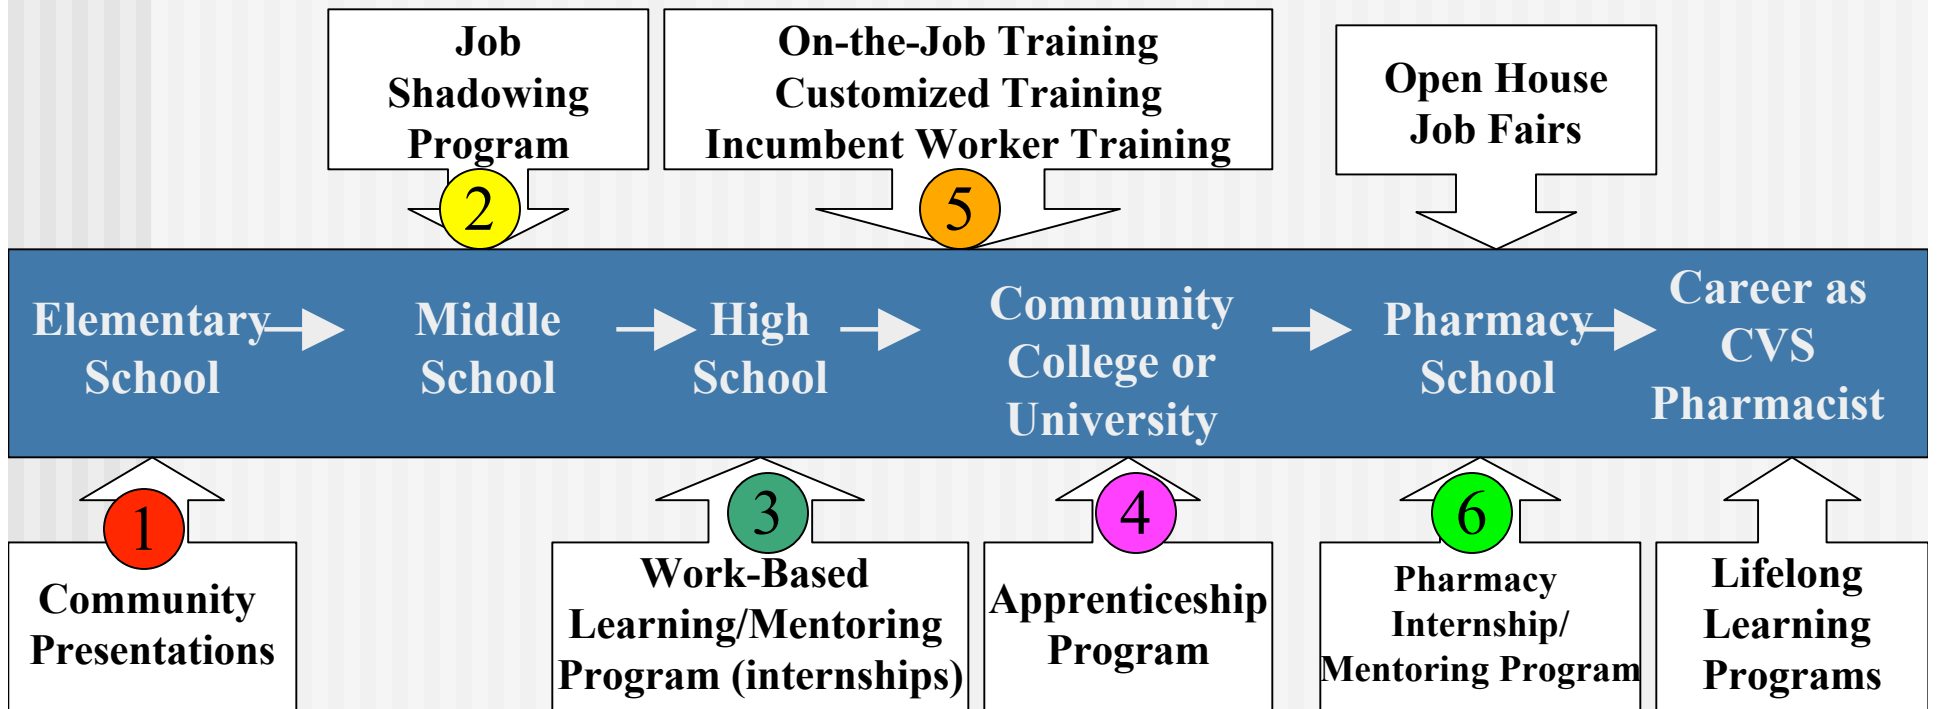 Job
Shadowing
Program
2
On-the-Job Training
Customized Training
Incumbent Worker Training
5
Open House
Job Fairs
Elementary
School
Middle
School
High
School
Community
College or
University
Pharmacy
School
Career as
CVS
Pharmacist
1
Community
Presentations
3
Work-Based
Learning/Mentoring
Program (internships)
4
Apprenticeship
Program
6
Pharmacy
Internship/
Mentoring Program
Lifelong
Learning
Programs